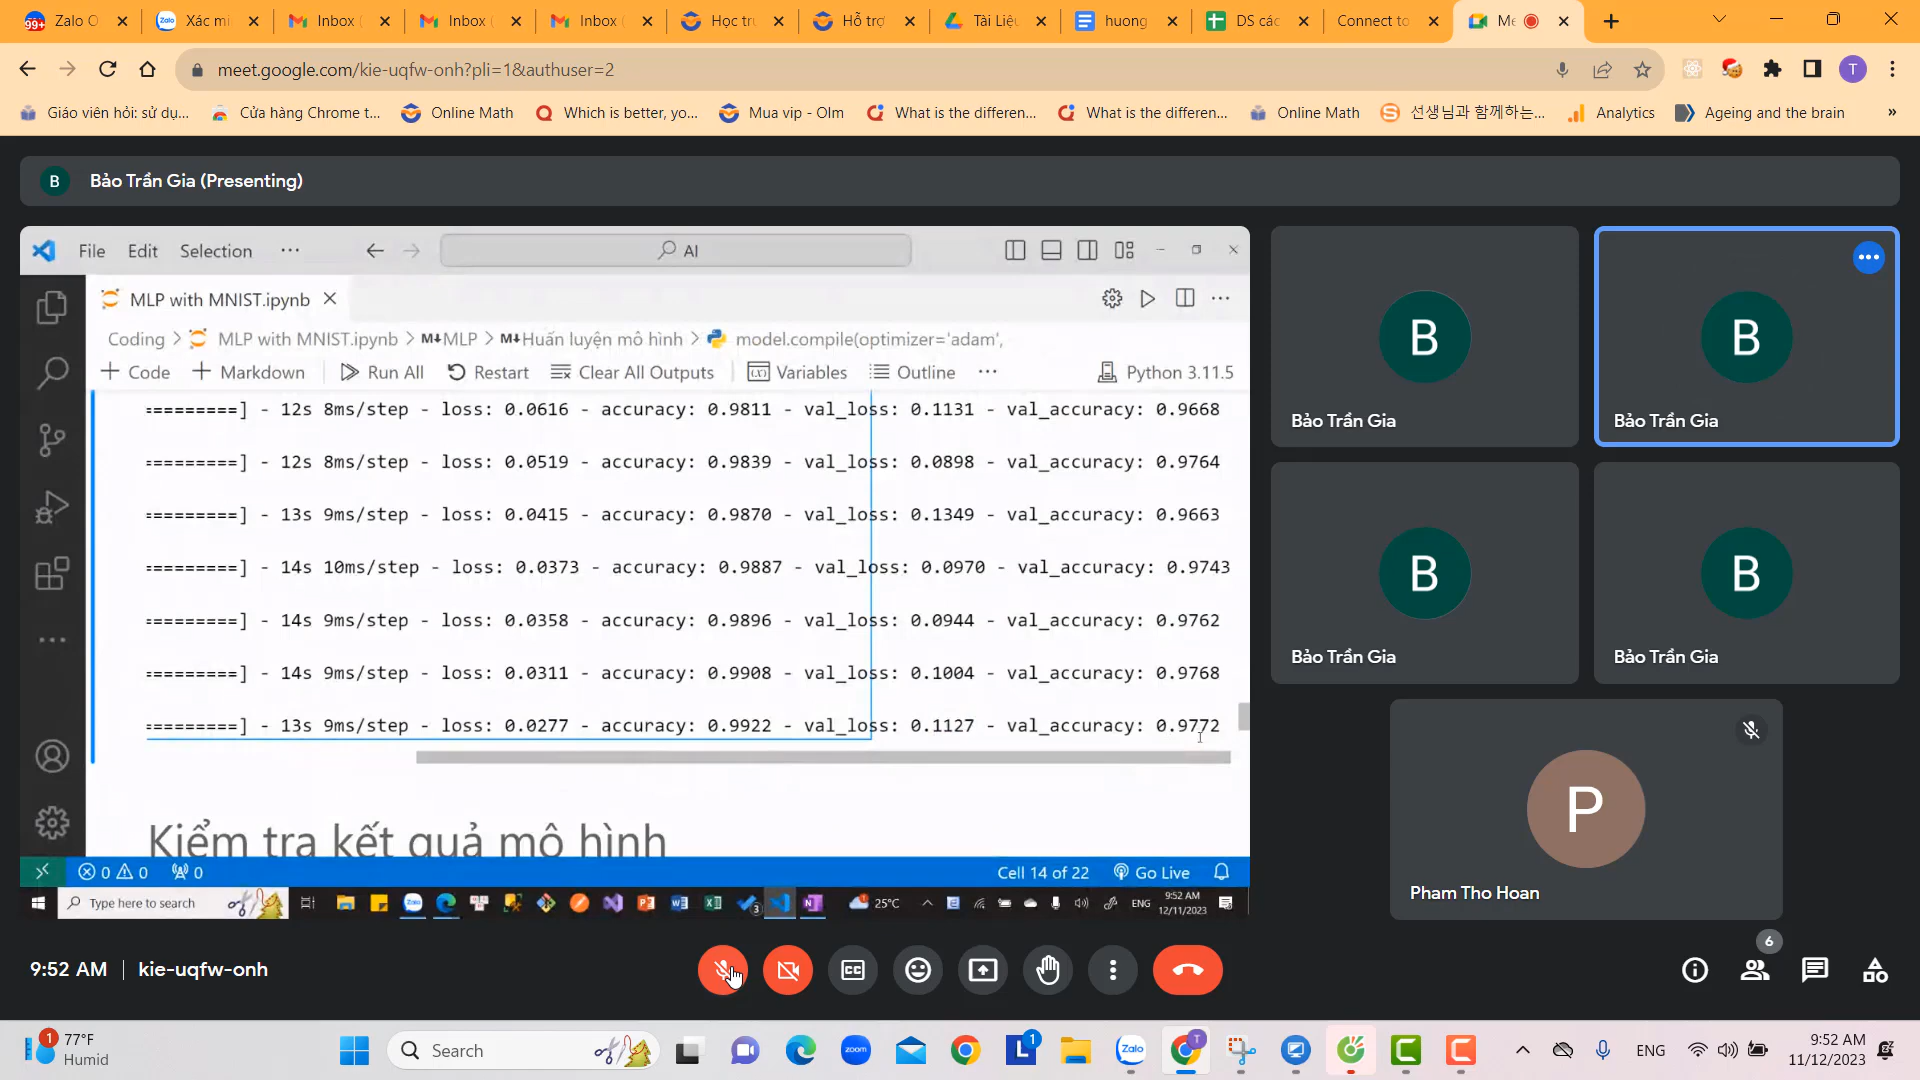 99+ Zalo O
Xác mi
Inbox (
Inbox (
Inbox (
Học trụ
Hỗ trợ
Tài Liệu
huong
DS các
Connect to
Me
meet.google.com/kie-uqfw-onh?pli=1&authuser=2
T
Giáo viên hỏi: sử dụ...
Cửa hàng Chrome t...
Online Math
Which is better, yo...
Mua vip - Olm
What is the differen...
What is the differen...
Online Math
선생님과 함께하는...
Analytics
Ageing and the brain
»
B Bảo Trần Gia (Presenting)
File Edit Selection ···
AI
MLP with MNIST.ipynb
Coding > MLP with MNIST.ipynb > M↓MLP > M↓Huấn luyện mô hình > model.compile(optimizer='adam',
+ Code + Markdown Run All Restart Clear All Outputs Variables Outline ··· Python 3.11.5
=========] - 12s 8ms/step - loss: 0.0616 - accuracy: 0.9811 - val_loss: 0.1131 - val_accuracy: 0.9668
=========] - 12s 8ms/step - loss: 0.0519 - accuracy: 0.9839 - val_loss: 0.0898 - val_accuracy: 0.9764
=========] - 13s 9ms/step - loss: 0.0415 - accuracy: 0.9870 - val_loss: 0.1349 - val_accuracy: 0.9663
=========] - 14s 10ms/step - loss: 0.0373 - accuracy: 0.9887 - val_loss: 0.0970 - val_accuracy: 0.9743
=========] - 14s 9ms/step - loss: 0.0358 - accuracy: 0.9896 - val_loss: 0.0944 - val_accuracy: 0.9762
=========] - 14s 9ms/step - loss: 0.0311 - accuracy: 0.9908 - val_loss: 0.1004 - val_accuracy: 0.9768
=========] - 13s 9ms/step - loss: 0.0277 - accuracy: 0.9922 - val_loss: 0.1127 - val_accuracy: 0.9772
Kiểm tra kết quả mô hình
0 0 0
Cell 14 of 22 Go Live
Type here to search
3
25°C
ENG
9:52 AM
12/11/2023
B
Bảo Trần Gia
B
Bảo Trần Gia
B
Bảo Trần Gia
B
Bảo Trần Gia
P
Pham Tho Hoan
9:52 AM | kie-uqfw-onh
CC
6
1
77°F
Humid
Search
zoom
L 1
Zalo
T
ENG
9:52 AM
11/12/2023